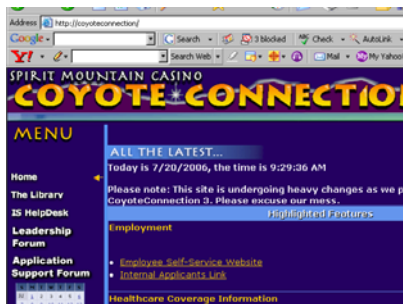 Address http://coyoteconnection/
Google Search 3 blocked Check AutoLink
Y! Search Web Mail My Yahoo!
SPIRIT MOUNTAIN CASINO
COYOTE CONNECTIO
MENU
ALL THE LATEST...
Today is 7/20/2006, the time is 9:29:36 AM
Home
Please note: This site is undergoing heavy changes as we p
The Library
CoyoteConnection 3. Please excuse our mess.
IS HelpDesk
Highlighted Features
Leadership
Forum
Employment
Application
Support Forum
Employee Self-Service Website
Internal Applicants Link
Healthcare Coverage Information